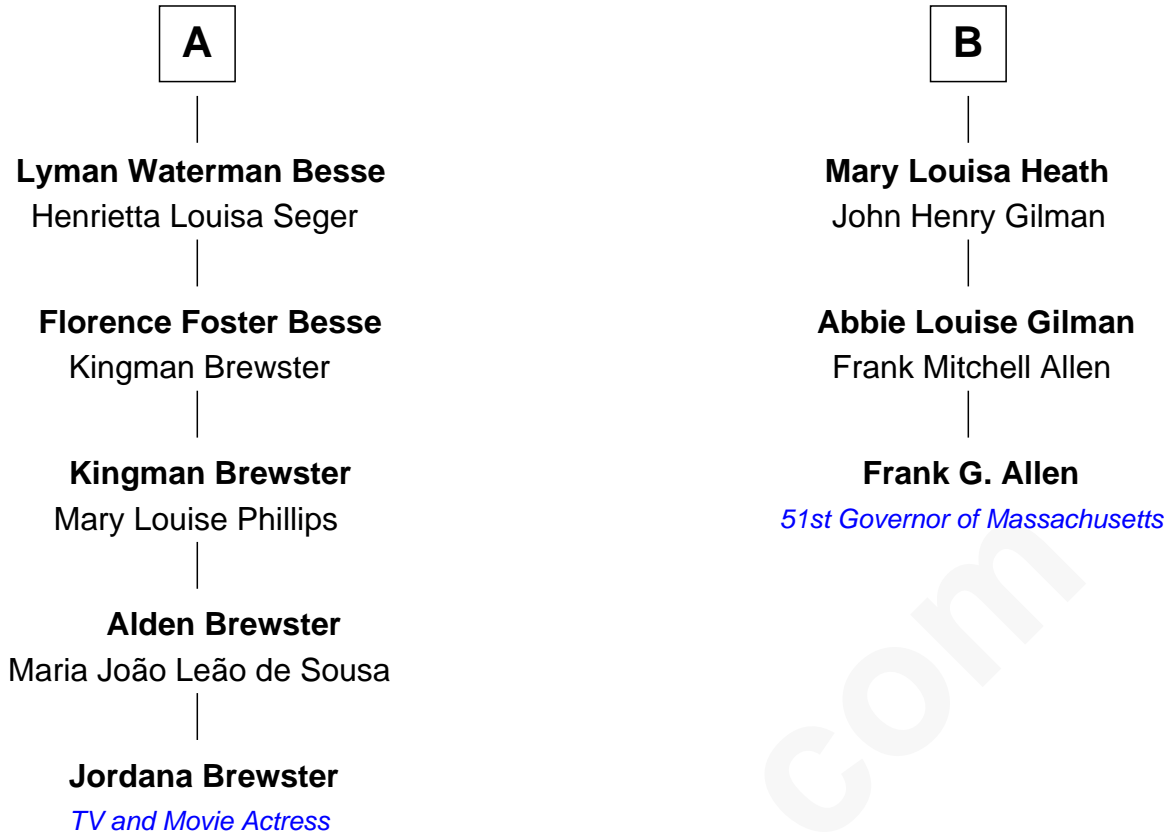 A
Lyman Waterman Besse
Henrietta Louisa Seger
Florence Foster Besse
Kingman Brewster
Kingman Brewster
Mary Louise Phillips
Alden Brewster
Maria João Leão de Sousa
Jordana Brewster
TV and Movie Actress
B
Mary Louisa Heath
John Henry Gilman
Abbie Louise Gilman
Frank Mitchell Allen
Frank G. Allen
51st Governor of Massachusetts
com